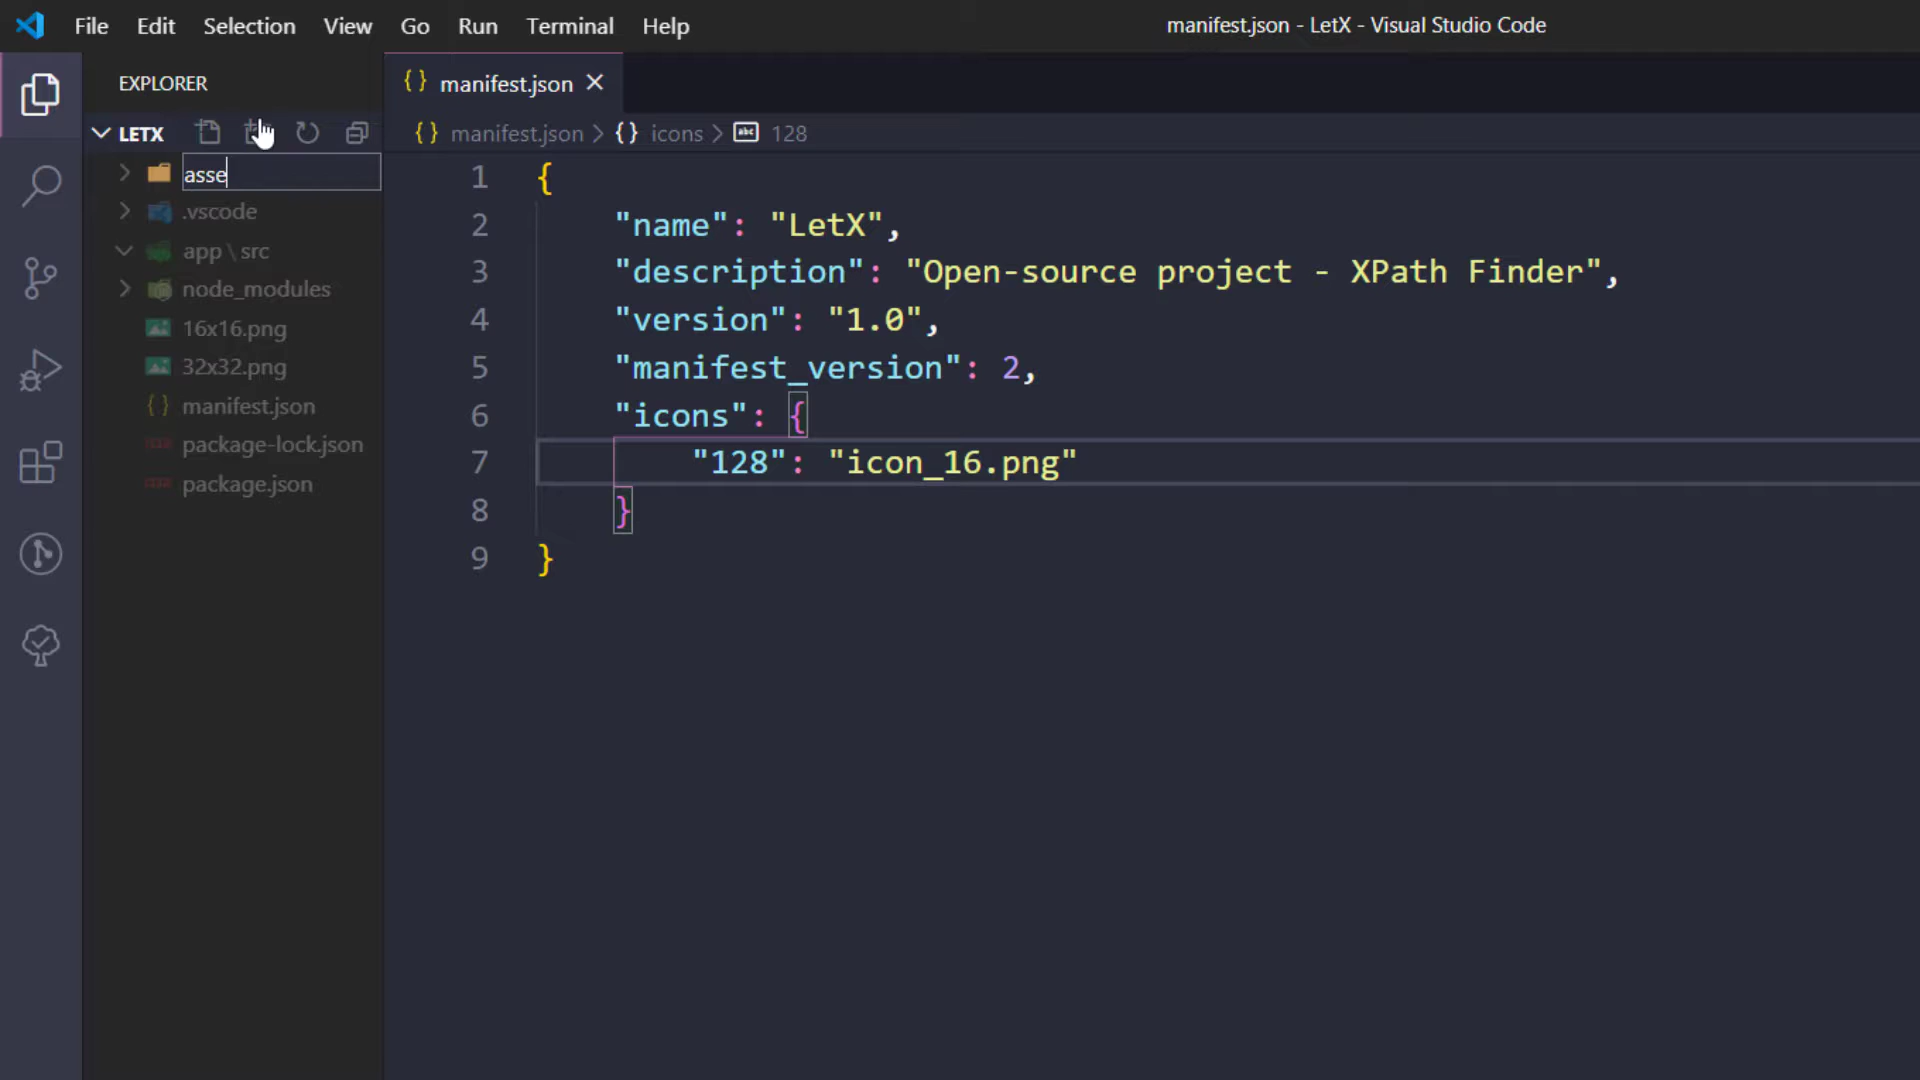 File Edit Selection View Go Run Terminal Help
manifest.json - LetX - Visual Studio Code
EXPLORER
LETX
asse
.vscode
app \ src
node_modules
16x16.png
32x32.png
manifest.json
package-lock.json
package.json
{} manifest.json
{} manifest.json > {} icons > abc 128
1 {
2 "name": "LetX",
3 "description": "Open-source project - XPath Finder",
4 "version": "1.0",
5 "manifest_version": 2,
6 "icons": {
7 "128": "icon_16.png"
8 }
9 }